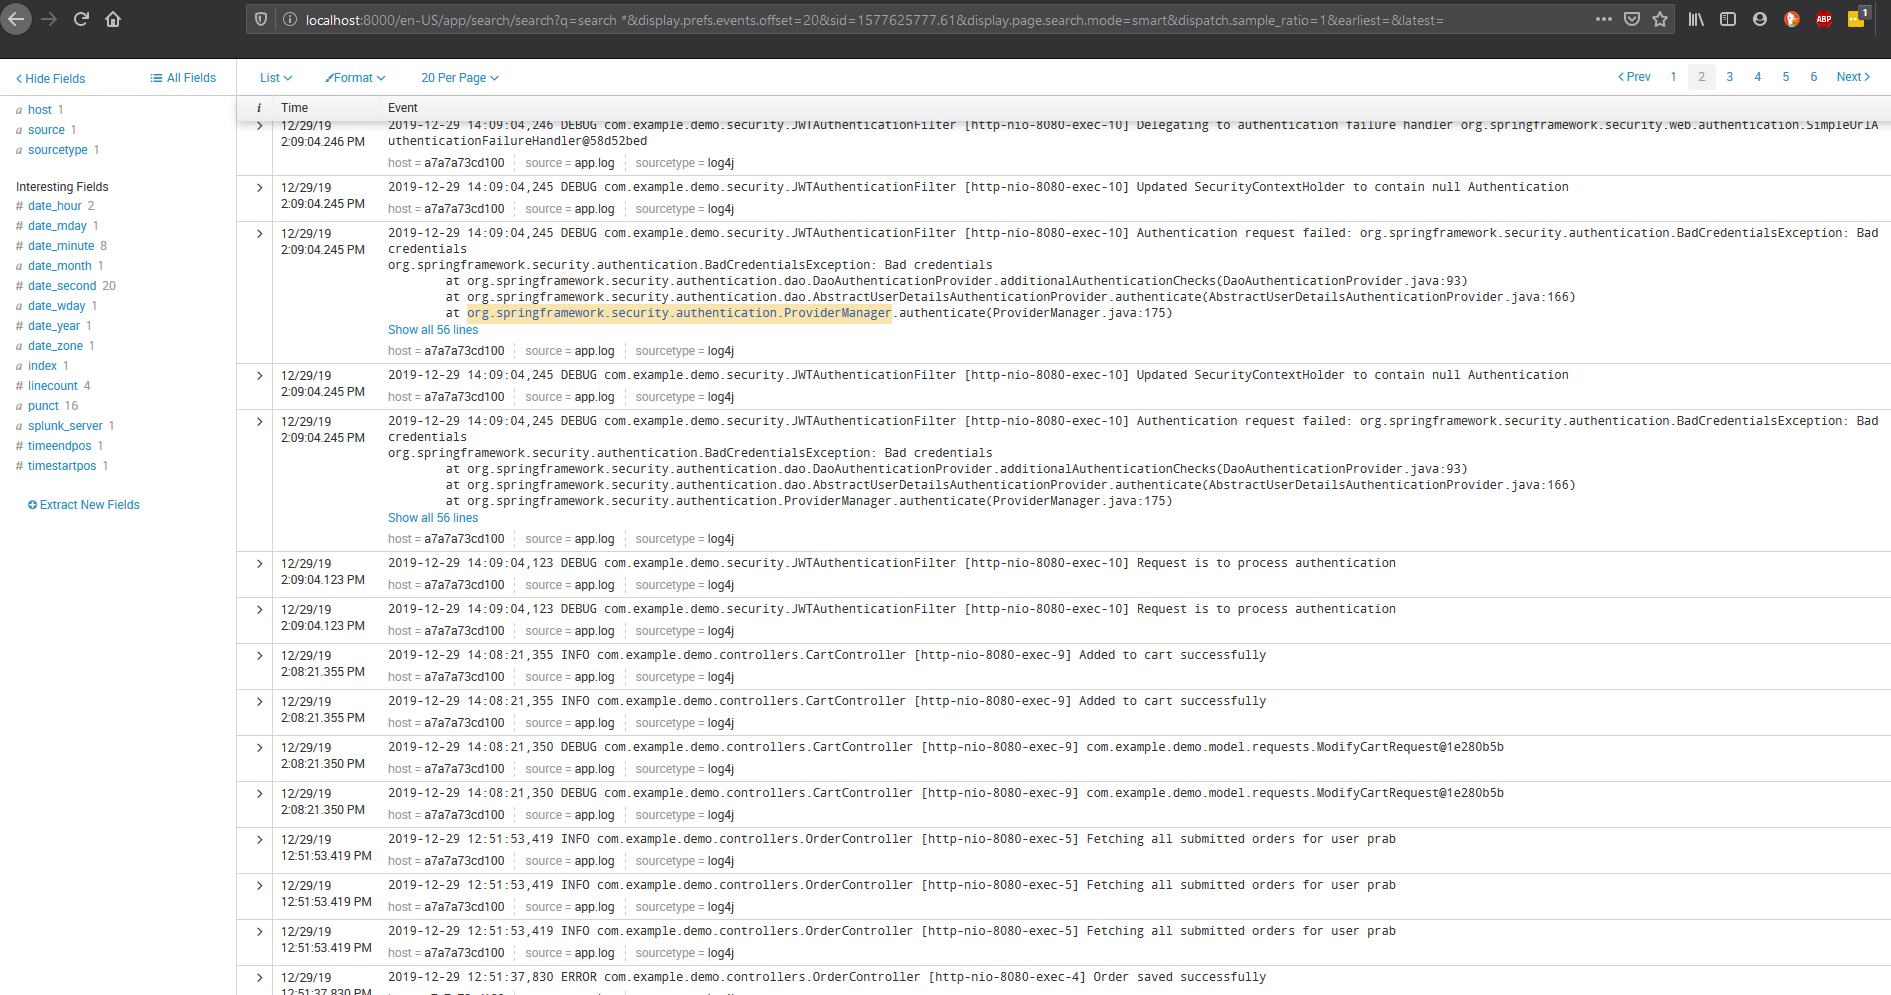 localhost:8000/en-US/app/search/search?q=search *&display.prefs.events.offset=20&sid=1577625777.61&display.page.search.mode=smart&dispatch.sample_ratio=1&earliest=&latest=
ABP
1
Hide Fields
All Fields
List
Format
20 Per Page
Prev 1 2 3 4 5 6 Next
i Time Event
a host 1
a source 1
a sourcetype 1
Interesting Fields
# date_hour 2
# date_mday 1
# date_minute 8
a date_month 1
# date_second 20
a date_wday 1
# date_year 1
a date_zone 1
a index 1
# linecount 4
a punct 16
a splunk_server 1
# timeendpos 1
# timestartpos 1
Extract New Fields
12/29/19
2:09:04.246 PM
2019-12-29 14:09:04,246 DEBUG com.example.demo.security.JWTAuthenticationFilter [http-nio-8080-exec-10] Delegating to authentication failure handler org.springframework.security.web.authentication.SimpleUrlA
uthenticationFailureHandler@58d52bed
host = a7a7a73cd100 source = app.log sourcetype = log4j
12/29/19
2:09:04.245 PM
2019-12-29 14:09:04,245 DEBUG com.example.demo.security.JWTAuthenticationFilter [http-nio-8080-exec-10] Updated SecurityContextHolder to contain null Authentication
host = a7a7a73cd100 source = app.log sourcetype = log4j
12/29/19
2:09:04.245 PM
2019-12-29 14:09:04,245 DEBUG com.example.demo.security.JWTAuthenticationFilter [http-nio-8080-exec-10] Authentication request failed: org.springframework.security.authentication.BadCredentialsException: Bad
credentials
org.springframework.security.authentication.BadCredentialsException: Bad credentials
at org.springframework.security.authentication.dao.DaoAuthenticationProvider.additionalAuthenticationChecks(DaoAuthenticationProvider.java:93)
at org.springframework.security.authentication.dao.AbstractUserDetailsAuthenticationProvider.authenticate(AbstractUserDetailsAuthenticationProvider.java:166)
at org.springframework.security.authentication.ProviderManager.authenticate(ProviderManager.java:175)
Show all 56 lines
host = a7a7a73cd100 source = app.log sourcetype = log4j
12/29/19
2:09:04.245 PM
2019-12-29 14:09:04,245 DEBUG com.example.demo.security.JWTAuthenticationFilter [http-nio-8080-exec-10] Updated SecurityContextHolder to contain null Authentication
host = a7a7a73cd100 source = app.log sourcetype = log4j
12/29/19
2:09:04.245 PM
2019-12-29 14:09:04,245 DEBUG com.example.demo.security.JWTAuthenticationFilter [http-nio-8080-exec-10] Authentication request failed: org.springframework.security.authentication.BadCredentialsException: Bad
credentials
org.springframework.security.authentication.BadCredentialsException: Bad credentials
at org.springframework.security.authentication.dao.DaoAuthenticationProvider.additionalAuthenticationChecks(DaoAuthenticationProvider.java:93)
at org.springframework.security.authentication.dao.AbstractUserDetailsAuthenticationProvider.authenticate(AbstractUserDetailsAuthenticationProvider.java:166)
at org.springframework.security.authentication.ProviderManager.authenticate(ProviderManager.java:175)
Show all 56 lines
host = a7a7a73cd100 source = app.log sourcetype = log4j
12/29/19
2:09:04.123 PM
2019-12-29 14:09:04,123 DEBUG com.example.demo.security.JWTAuthenticationFilter [http-nio-8080-exec-10] Request is to process authentication
host = a7a7a73cd100 source = app.log sourcetype = log4j
12/29/19
2:09:04.123 PM
2019-12-29 14:09:04,123 DEBUG com.example.demo.security.JWTAuthenticationFilter [http-nio-8080-exec-10] Request is to process authentication
host = a7a7a73cd100 source = app.log sourcetype = log4j
12/29/19
2:08:21.355 PM
2019-12-29 14:08:21,355 INFO com.example.demo.controllers.CartController [http-nio-8080-exec-9] Added to cart successfully
host = a7a7a73cd100 source = app.log sourcetype = log4j
12/29/19
2:08:21.355 PM
2019-12-29 14:08:21,355 INFO com.example.demo.controllers.CartController [http-nio-8080-exec-9] Added to cart successfully
host = a7a7a73cd100 source = app.log sourcetype = log4j
12/29/19
2:08:21.350 PM
2019-12-29 14:08:21,350 DEBUG com.example.demo.controllers.CartController [http-nio-8080-exec-9] com.example.demo.model.requests.ModifyCartRequest@1e280b5b
host = a7a7a73cd100 source = app.log sourcetype = log4j
12/29/19
2:08:21.350 PM
2019-12-29 14:08:21,350 DEBUG com.example.demo.controllers.CartController [http-nio-8080-exec-9] com.example.demo.model.requests.ModifyCartRequest@1e280b5b
host = a7a7a73cd100 source = app.log sourcetype = log4j
12/29/19
12:51:53.419 PM
2019-12-29 12:51:53,419 INFO com.example.demo.controllers.OrderController [http-nio-8080-exec-5] Fetching all submitted orders for user prab
host = a7a7a73cd100 source = app.log sourcetype = log4j
12/29/19
12:51:53.419 PM
2019-12-29 12:51:53,419 INFO com.example.demo.controllers.OrderController [http-nio-8080-exec-5] Fetching all submitted orders for user prab
host = a7a7a73cd100 source = app.log sourcetype = log4j
12/29/19
12:51:53.419 PM
2019-12-29 12:51:53,419 INFO com.example.demo.controllers.OrderController [http-nio-8080-exec-5] Fetching all submitted orders for user prab
host = a7a7a73cd100 source = app.log sourcetype = log4j
12/29/19
12:51:37.830 PM
2019-12-29 12:51:37,830 ERROR com.example.demo.controllers.OrderController [http-nio-8080-exec-4] Order saved successfully